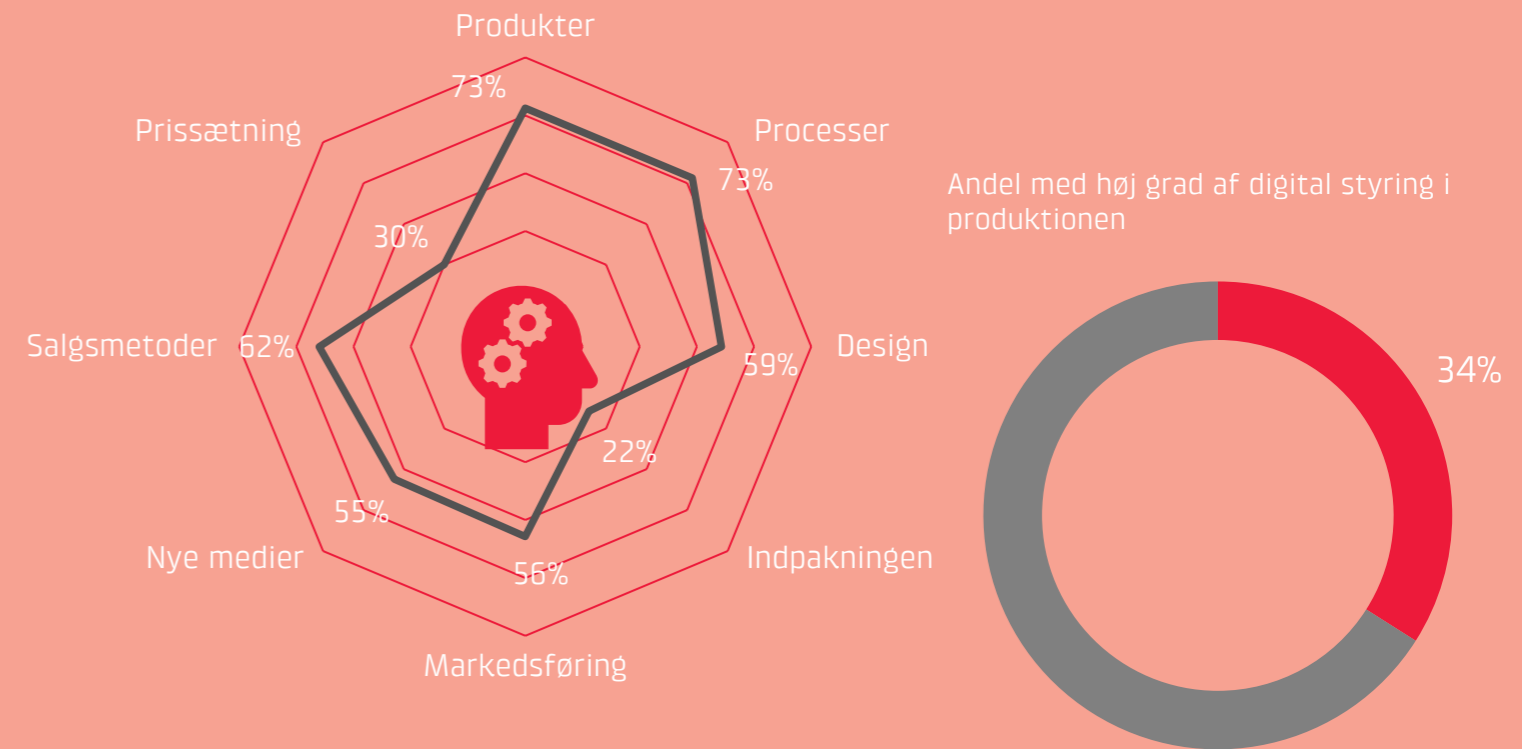 Produkter
73%
Prissætning
Processer
73%
30%
Salgsmetoder
62%
Design
59%
22%
55%
Nye medier
Indpakningen
56%
Markedsføring
Andel med høj grad af digital styring i
produktionen
34%